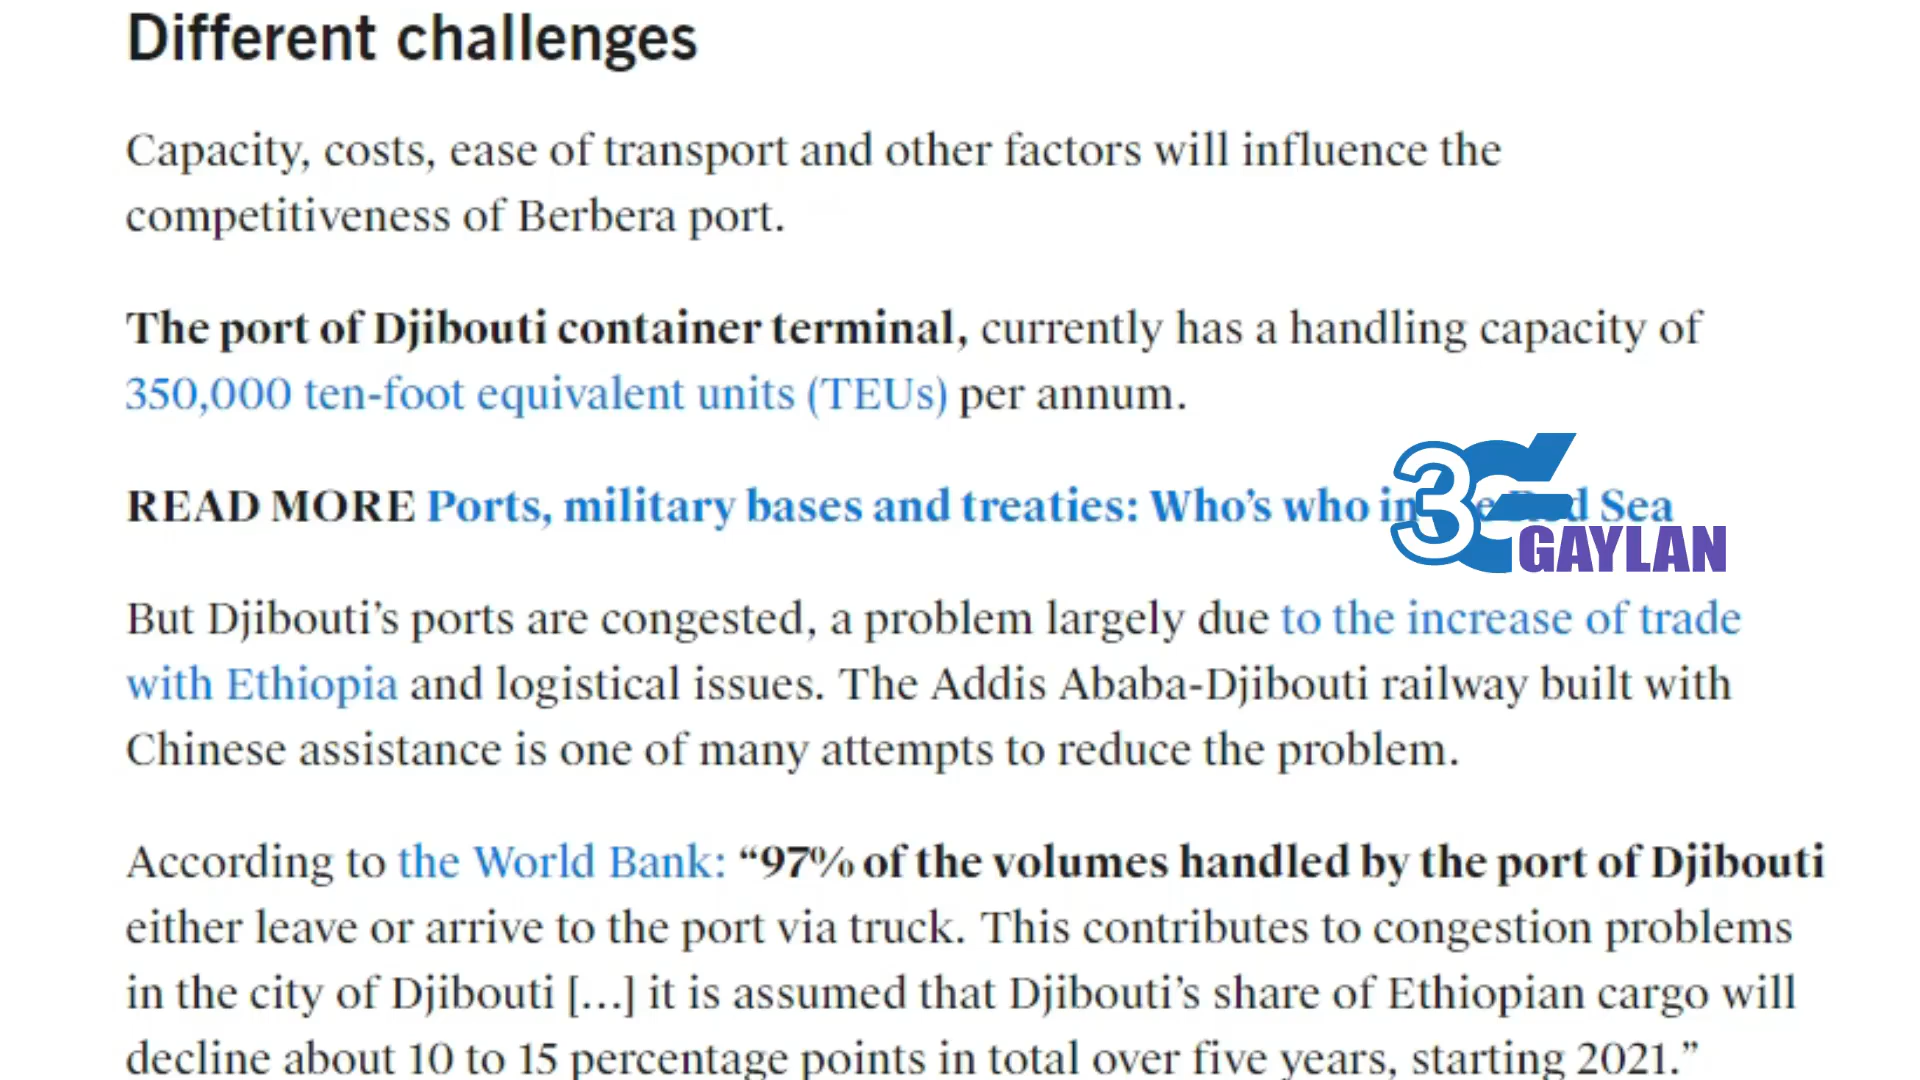 Different challenges
Capacity, costs, ease of transport and other factors will influence the
competitiveness of Berbera port.
The port of Djibouti container terminal, currently has a handling capacity of
350,000 ten-foot equivalent units (TEUs) per annum.
READ MORE Ports, military bases and treaties: Who’s who in Sea
3G GAYLAN
But Djibouti’s ports are congested, a problem largely due to the increase of trade
with Ethiopia and logistical issues. The Addis Ababa-Djibouti railway built with
Chinese assistance is one of many attempts to reduce the problem.
According to the World Bank: “97% of the volumes handled by the port of Djibouti
either leave or arrive to the port via truck. This contributes to congestion problems
in the city of Djibouti [...] it is assumed that Djibouti’s share of Ethiopian cargo will
decline about 10 to 15 percentage points in total over five years, starting 2021.”